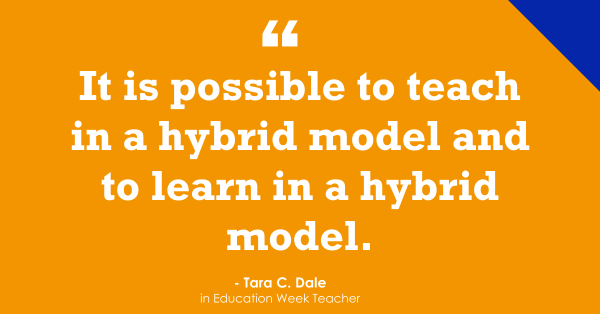 “
It is possible to teach
in a hybrid model and
to learn in a hybrid
model.
- Tara C. Dale
in Education Week Teacher